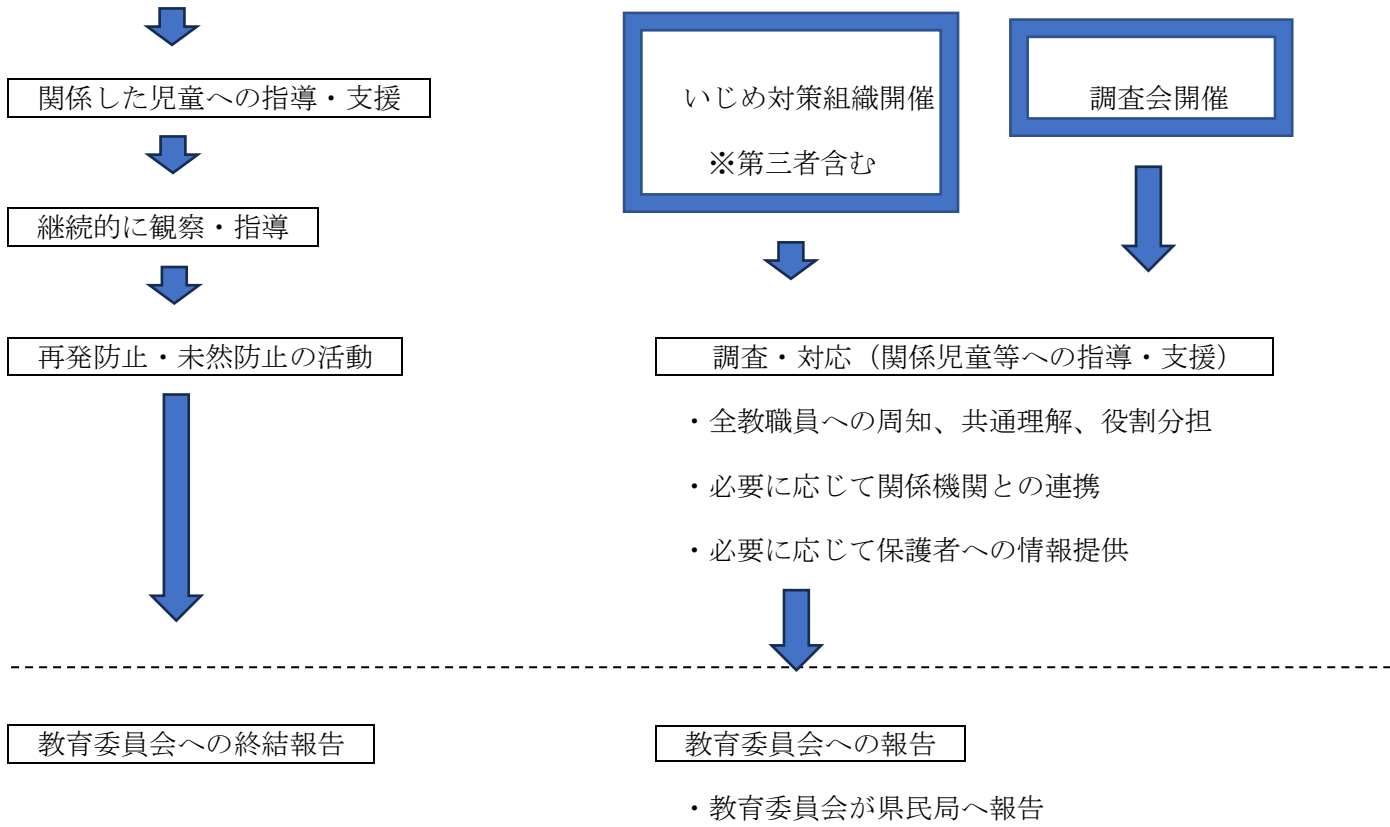 関係した児童への指導・支援
継続的に観察・指導
再発防止・未然防止の活動
いじめ対策組織開催
※第三者含む
調査会開催
調査・対応（関係児童等への指導・支援）
・全教職員への周知、共通理解、役割分担
・必要に応じて関係機関との連携
・必要に応じて保護者への情報提供
教育委員会への終結報告
教育委員会への報告
・教育委員会が県民局へ報告